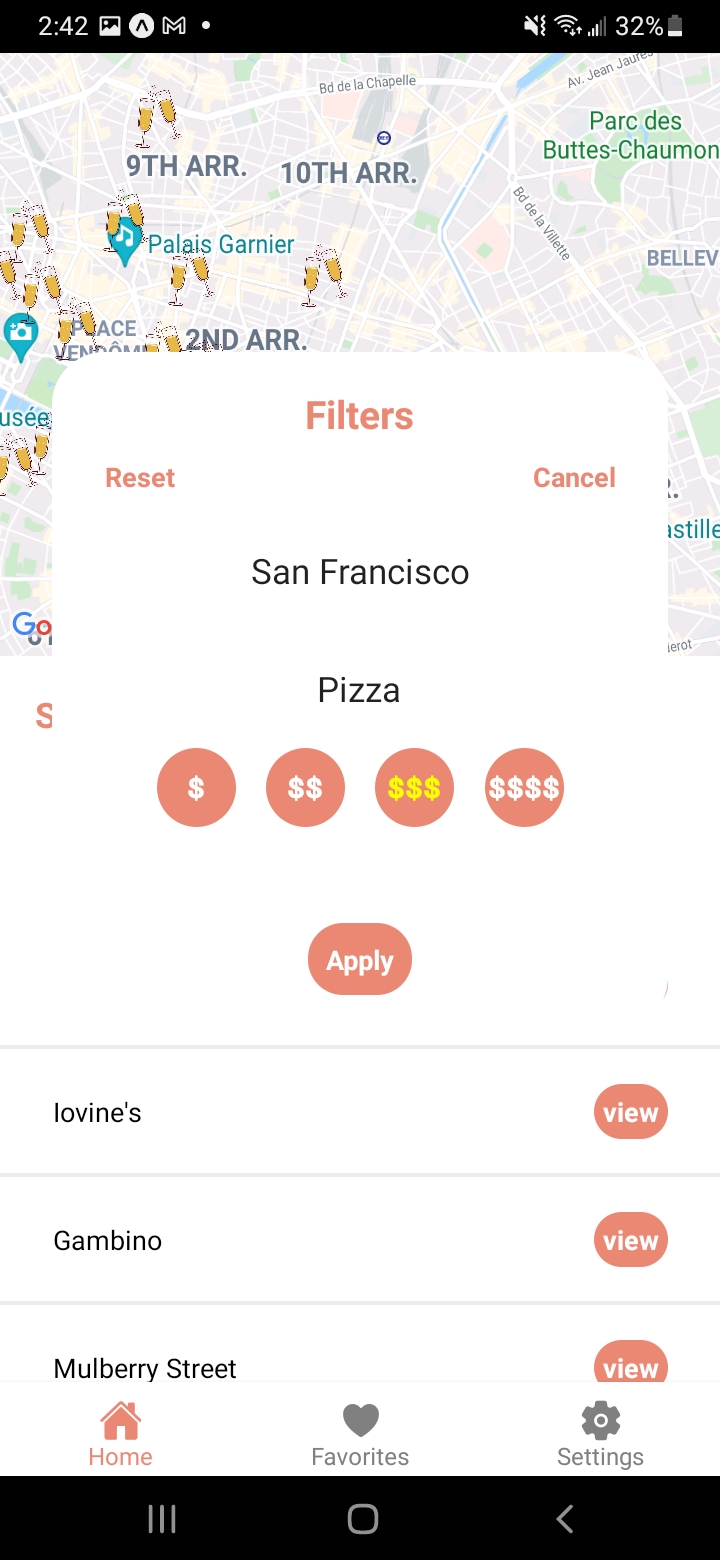 2:42
32%
Bd de la Chapelle
Av. Jean Jaurès
Parc des
Buttes-Chaumon
9TH ARR.
10TH ARR.
Bd de la Villette
Palais Garnier
BELLEV
PLACE
VENDÔM
2ND ARR.
usée
Filters
Reset
Cancel
R.
astille
San Francisco
Go
erot
Pizza
S
$
$$
$$$
$$$$
Apply
Iovine's
view
Gambino
view
Mulberry Street
view
Home
Favorites
Settings